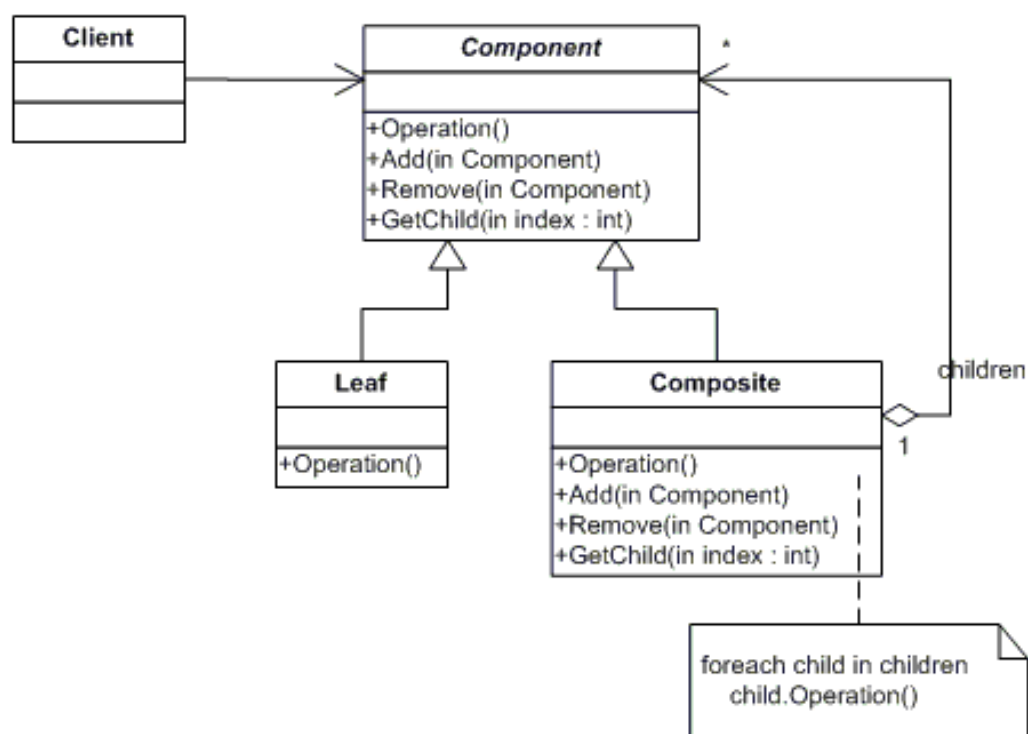 Client
Component
*
+Operation()
+Add(in Component)
+Remove(in Component)
+GetChild(in index : int)
children
Leaf
+Operation()
Composite
1
+Operation()
+Add(in Component)
+Remove(in Component)
+GetChild(in index : int)
foreach child in children
child.Operation()